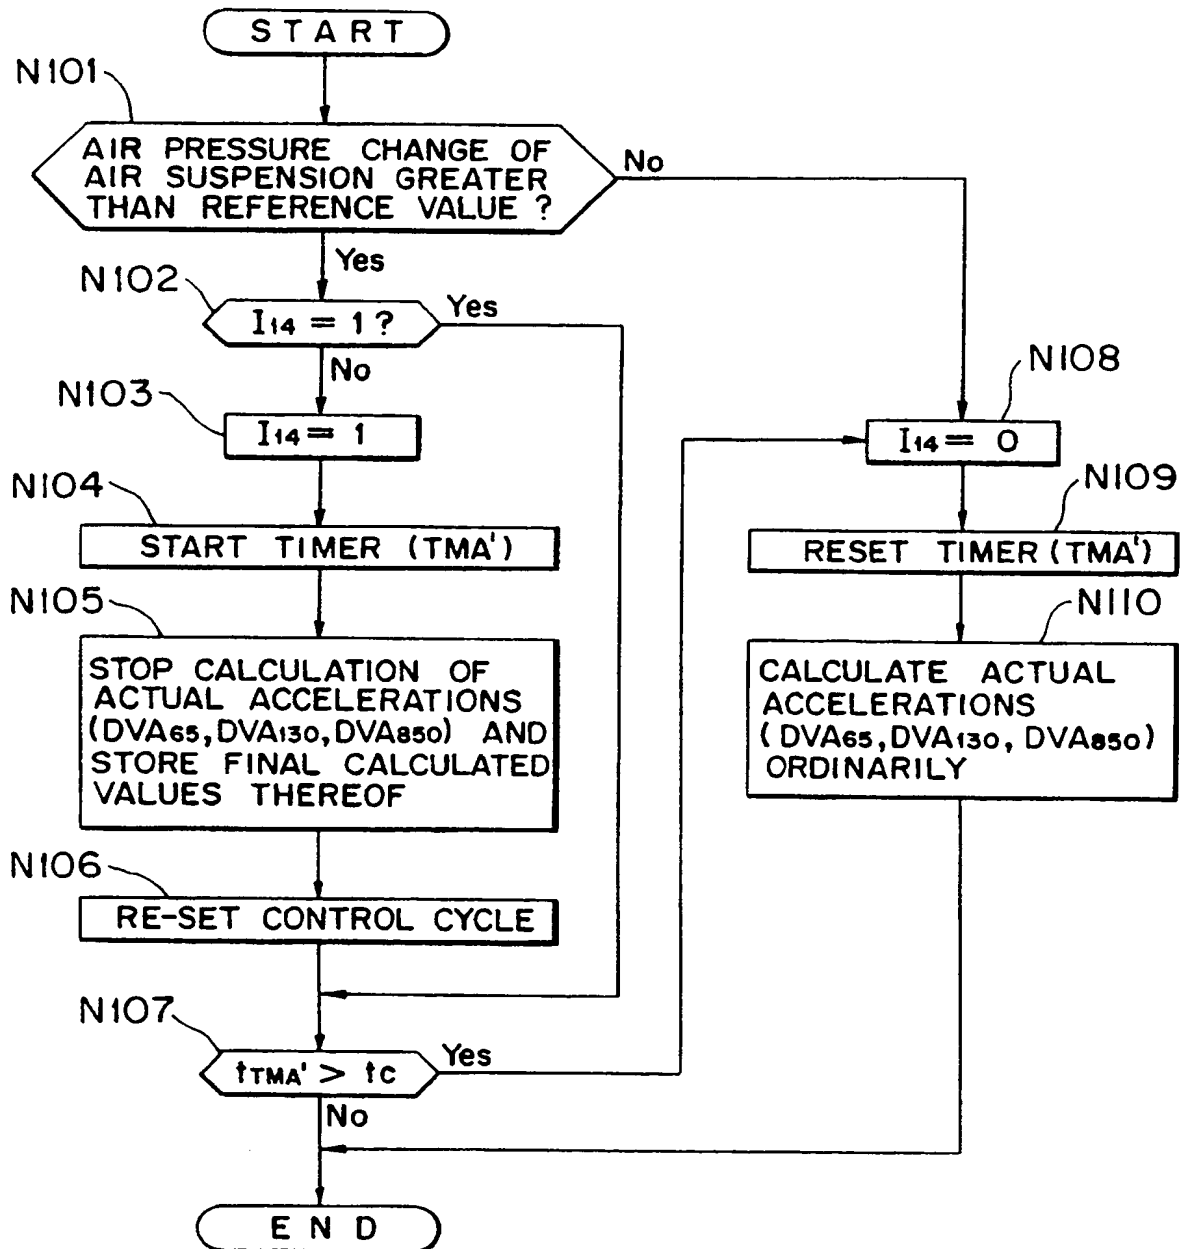 START
N101
AIR PRESSURE CHANGE OF
AIR SUSPENSION GREATER
THAN REFERENCE VALUE ?
No
Yes
N102
I14 = 1 ?
Yes
No
N103
I14 = 1
N104
START TIMER (TMA')
N105
STOP CALCULATION OF
ACTUAL ACCELERATIONS
(DVA65, DVA130, DVA850) AND
STORE FINAL CALCULATED
VALUES THEREOF
N106
RE-SET CONTROL CYCLE
N107
tTMA' > tc
Yes
No
N108
I14 = 0
N109
RESET TIMER (TMA')
N110
CALCULATE ACTUAL
ACCELERATIONS
(DVA65, DVA130, DVA850)
ORDINARILY
END